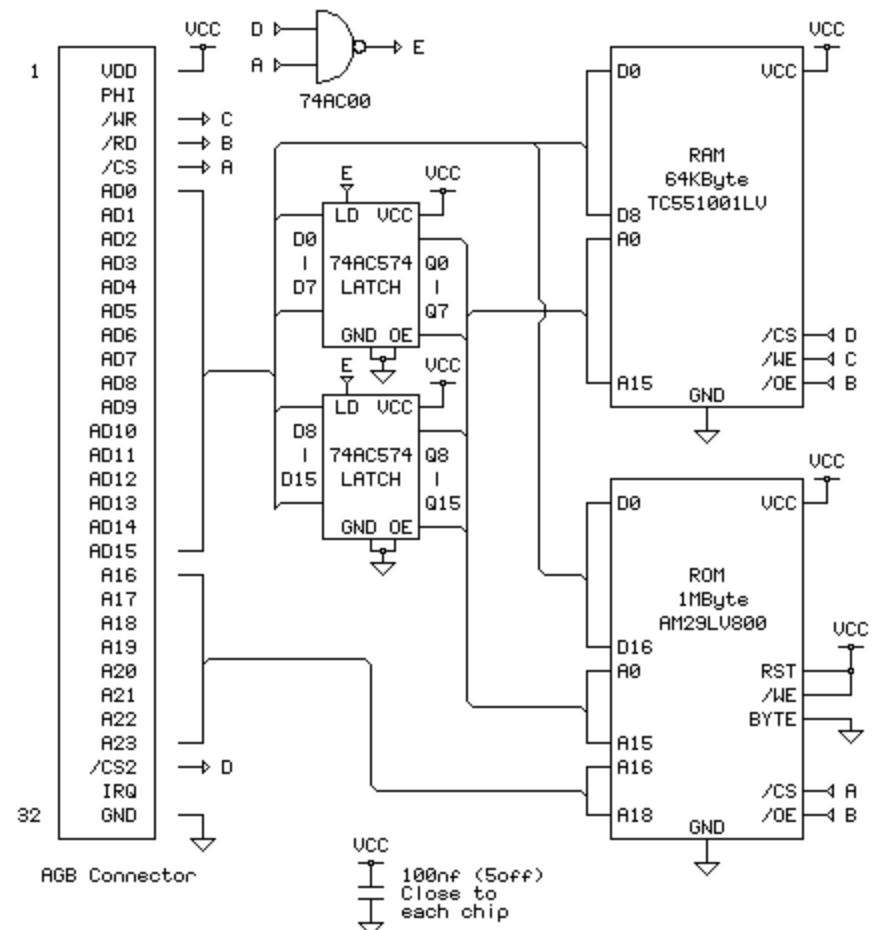 VCC
D
E
A
74AC00
1
VDD
PHI
/WR C
/RD B
/CS A
AD0
AD1
AD2
AD3
AD4
AD5
AD6
AD7
AD8
AD9
AD10
AD11
AD12
AD13
AD14
AD15
A16
A17
A18
A19
A20
A21
A22
A23
/CS2 D
IRQ
32 GND
AGB Connector
E
VCC
LD VCC
D0 Q0
| 74AC574 |
D7 LATCH Q7
GND OE
E
VCC
LD VCC
D8 Q8
| 74AC574 |
D15 LATCH Q15
GND OE
VCC
D0 VCC
RAM
64KByte
TC551001LV
D8
A0
/CS D
/WE C
A15 /OE B
GND
VCC
D0 VCC
ROM
1MByte
AM29LV800
VCC
D16
A0 RST
/WE
BYTE
A15
A16
/CS A
A18 /OE B
GND
VCC
100nf (5off)
Close to
each chip